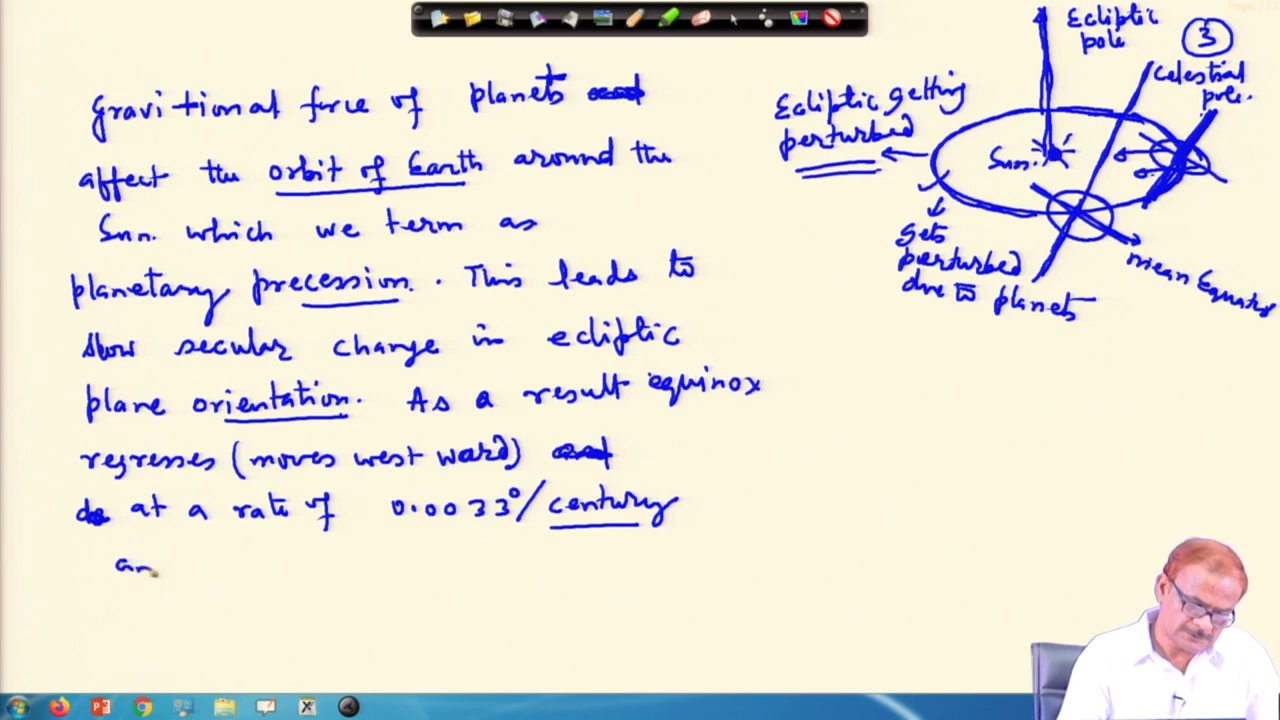 Gravitional force of planets
affect the orbit of Earth around the
Sun. which we term as
planetary precession. This leads to
slow secular change in ecliptic
plane orientation. As a result equinox
regresses (moves west ward)
at a rate of 0.0033°/century
an
Ecliptic pole
3
Celestial pole.
Ecliptic getting
perturbed
Sun.
Gets
perturbed
due to planets
mean Equator